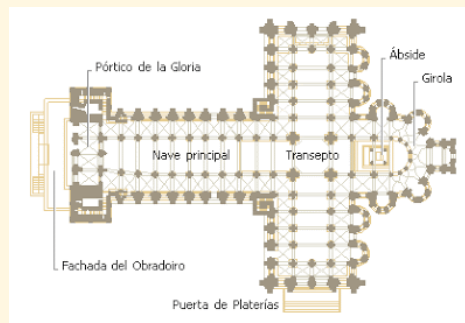 Ábside
Pórtico de la Gloria
Girola
Nave principal
Transepto
Fachada del Obradoiro
Puerta de Platerías